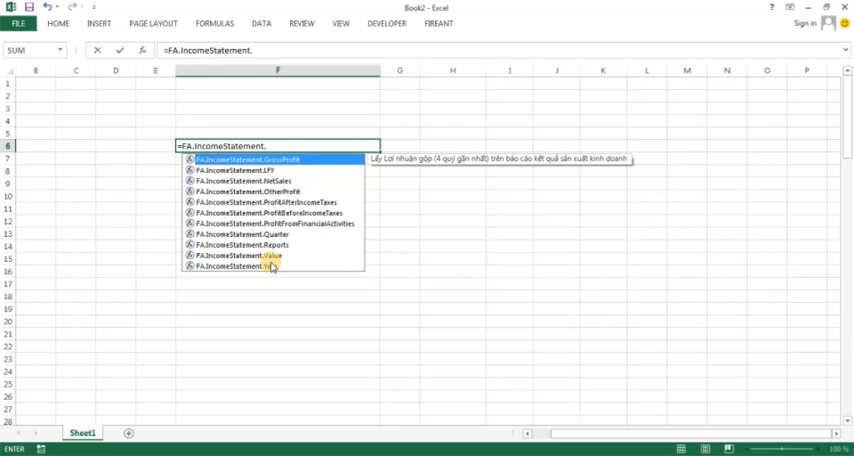 Book2 - Excel
FILE HOME INSERT PAGE LAYOUT FORMULAS DATA REVIEW VIEW DEVELOPER FIREANT Sign in
SUM =FA.IncomeStatement.
B C D E F G H I J K L M N O P
1
2
3
4
5
6 =FA.IncomeStatement.
7 FA.IncomeStatement.GrossProfit Lấy Lợi nhuận gộp (4 quý gần nhất) trên báo cáo kết quả sản xuất kinh doanh
8 FA.IncomeStatement.LFY
9 FA.IncomeStatement.NetSales
10 FA.IncomeStatement.OtherProfit
11 FA.IncomeStatement.ProfitAfterIncomeTaxes
12 FA.IncomeStatement.ProfitBeforeIncomeTaxes
13 FA.IncomeStatement.ProfitFromFinancialActivities
14 FA.IncomeStatement.Quarter
FA.IncomeStatement.Reports
15 FA.IncomeStatement.Value
16 FA.IncomeStatement.
17
18
19
20
21
22
23
24
25
26
27
28
Sheet1
ENTER 100 %